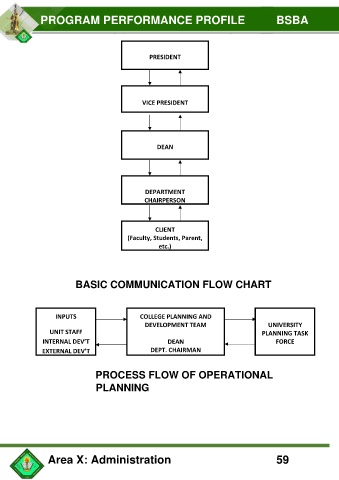 PROGRAM PERFORMANCE PROFILE BSBA
PRESIDENT
VICE PRESIDENT
DEAN
DEPARTMENT
CHAIRPERSON
CLIENT
(Faculty, Students, Parent,
etc.)
BASIC COMMUNICATION FLOW CHART
INPUTS
UNIT STAFF
INTERNAL DEV'T
EXTERNAL DEV'T
COLLEGE PLANNING AND
DEVELOPMENT TEAM
DEAN
DEPT. CHAIRMAN
UNIVERSITY
PLANNING TASK
FORCE
PROCESS FLOW OF OPERATIONAL
PLANNING
Area X: Administration 59